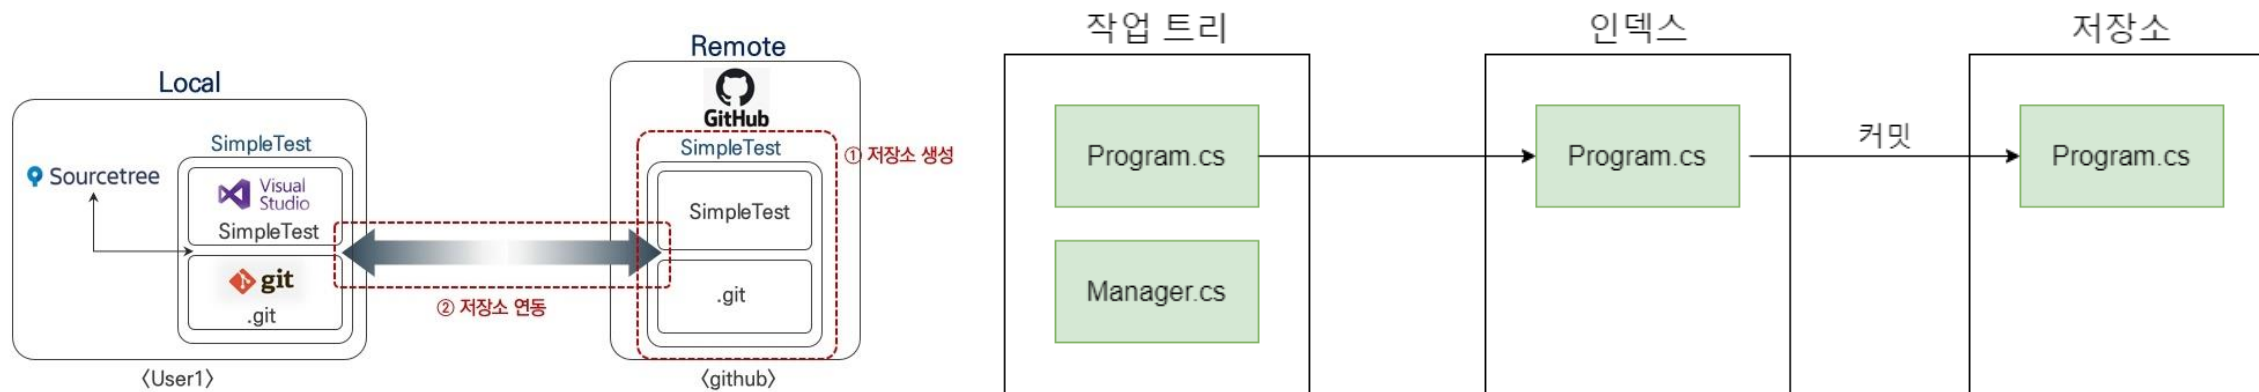 Local
SimpleTest
Sourcetree
Visual
Studio
SimpleTest
git
.git
〈User1〉
Remote
GitHub
SimpleTest
① 저장소 생성
SimpleTest
.git
② 저장소 연동
〈github〉
작업 트리
Program.cs
Manager.cs
인덱스
Program.cs
커밋
저장소
Program.cs